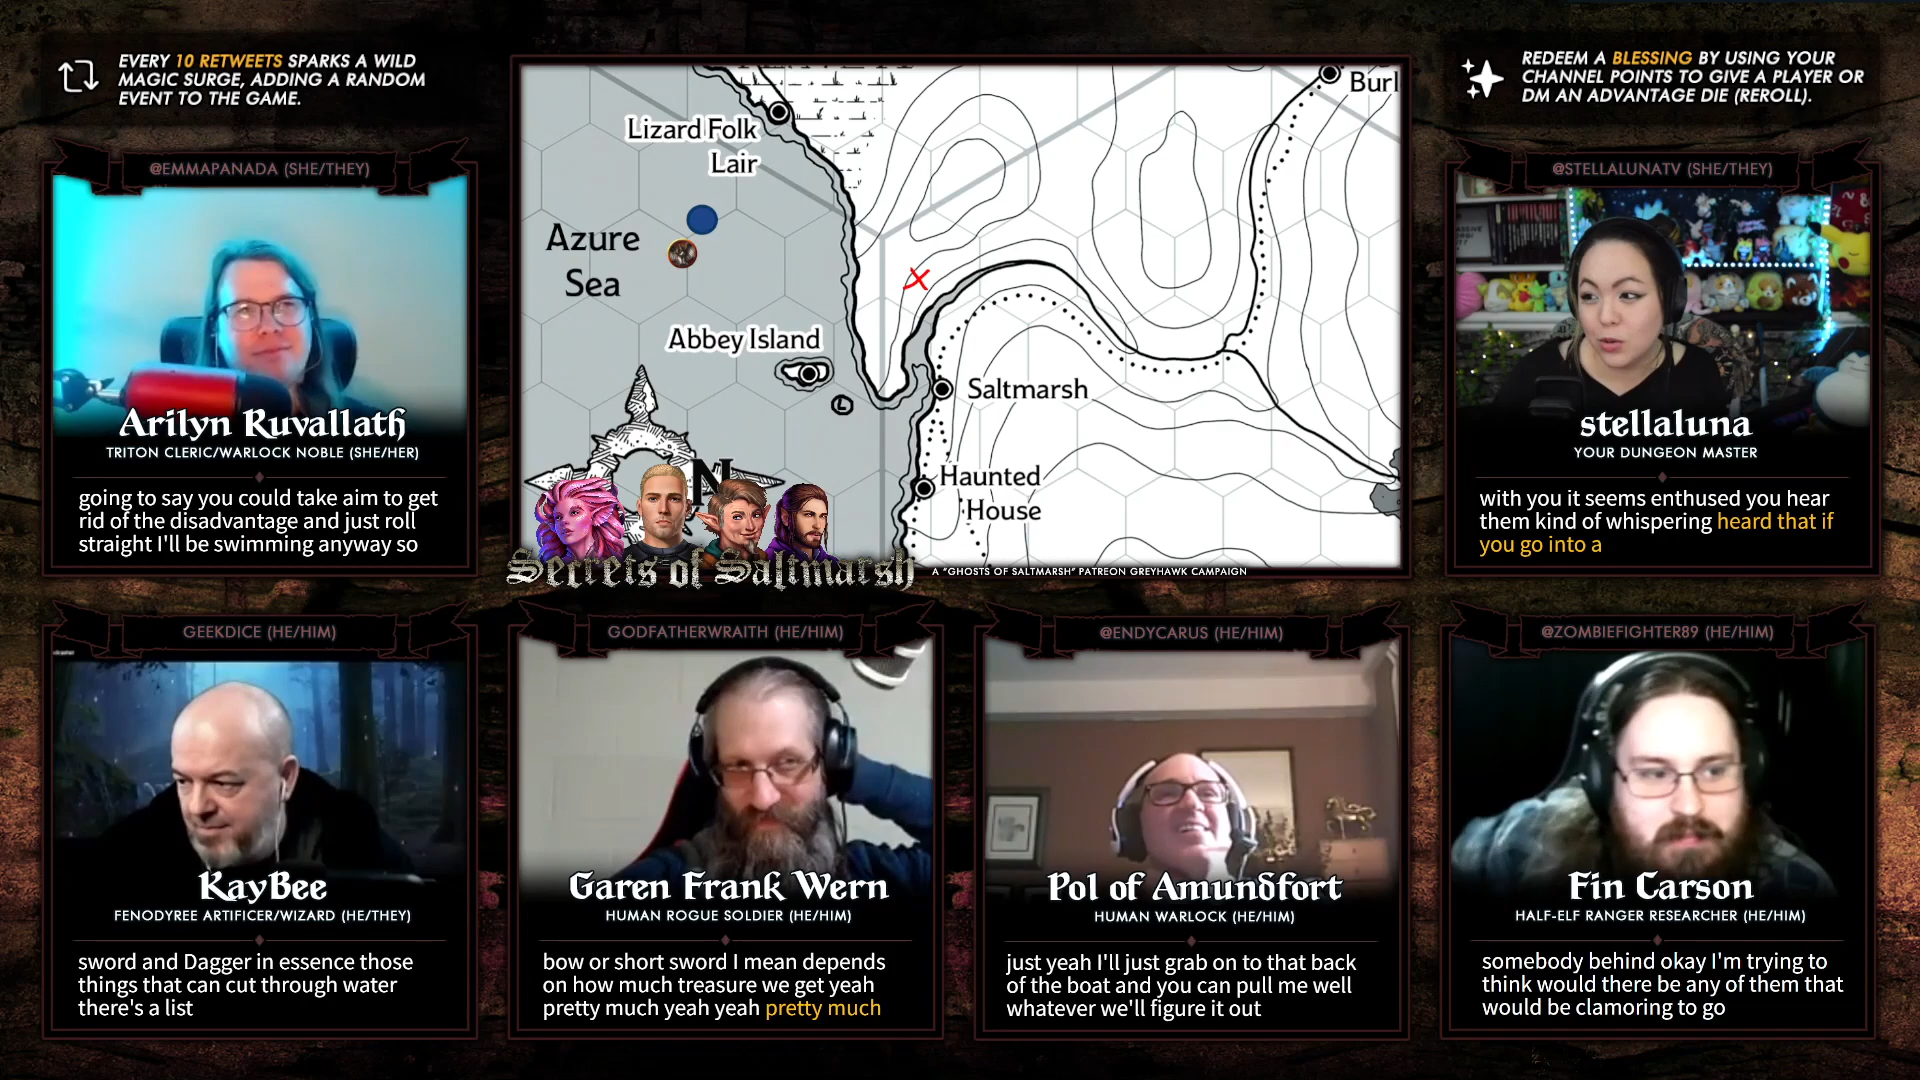 EVERY 10 RETWEETS SPARKS A WILD
MAGIC SURGE, ADDING A RANDOM
EVENT TO THE GAME.
REDEEM A BLESSING BY USING YOUR
CHANNEL POINTS TO GIVE A PLAYER OR
DM AN ADVANTAGE DIE (REROLL).
@EMMAPANADA (SHE/THEY)
Arilyn Ruvallath
TRITON CLERIC/WARLOCK NOBLE (SHE/HER)
going to say you could take aim to get
rid of the disadvantage and just roll
straight I'll be swimming anyway so
Burl
Lizard Folk
Lair
Azure
Sea
Abbey Island
Saltmarsh
N
Haunted
House
Secrets of Saltmarsh
A "GHOSTS OF SALTMARSH" PATREON GREYHAWK CAMPAIGN
@STELLALUNATV (SHE/THEY)
stellaluna
YOUR DUNGEON MASTER
with you it seems enthused you hear
them kind of whispering heard that if
you go into a
GEEKDICE (HE/HIM)
KayBee
FENODYREE ARTIFICER/WIZARD (HE/THEY)
sword and Dagger in essence those
things that can cut through water
there's a list
GODFATHERWRAITH (HE/HIM)
Garen Frank Wern
HUMAN ROGUE SOLDIER (HE/HIM)
bow or short sword I mean depends
on how much treasure we get yeah
pretty much yeah yeah pretty much
@ENDYCARUS (HE/HIM)
Pol of Amundfort
HUMAN WARLOCK (HE/HIM)
just yeah I'll just grab on to that back
of the boat and you can pull me well
whatever we'll figure it out
@ZOMBIEFIGHTER89 (HE/HIM)
Fin Carson
HALF-ELF RANGER RESEARCHER (HE/HIM)
somebody behind okay I'm trying to
think would there be any of them that
would be clamoring to go